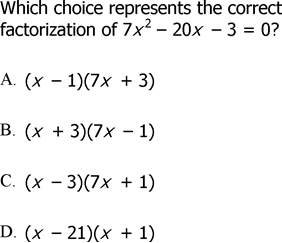 Which choice represents the correct
factorization of 7x² − 20x − 3 = 0?
A. (x − 1)(7x + 3)
B. (x + 3)(7x − 1)
C. (x − 3)(7x + 1)
D. (x − 21)(x + 1)